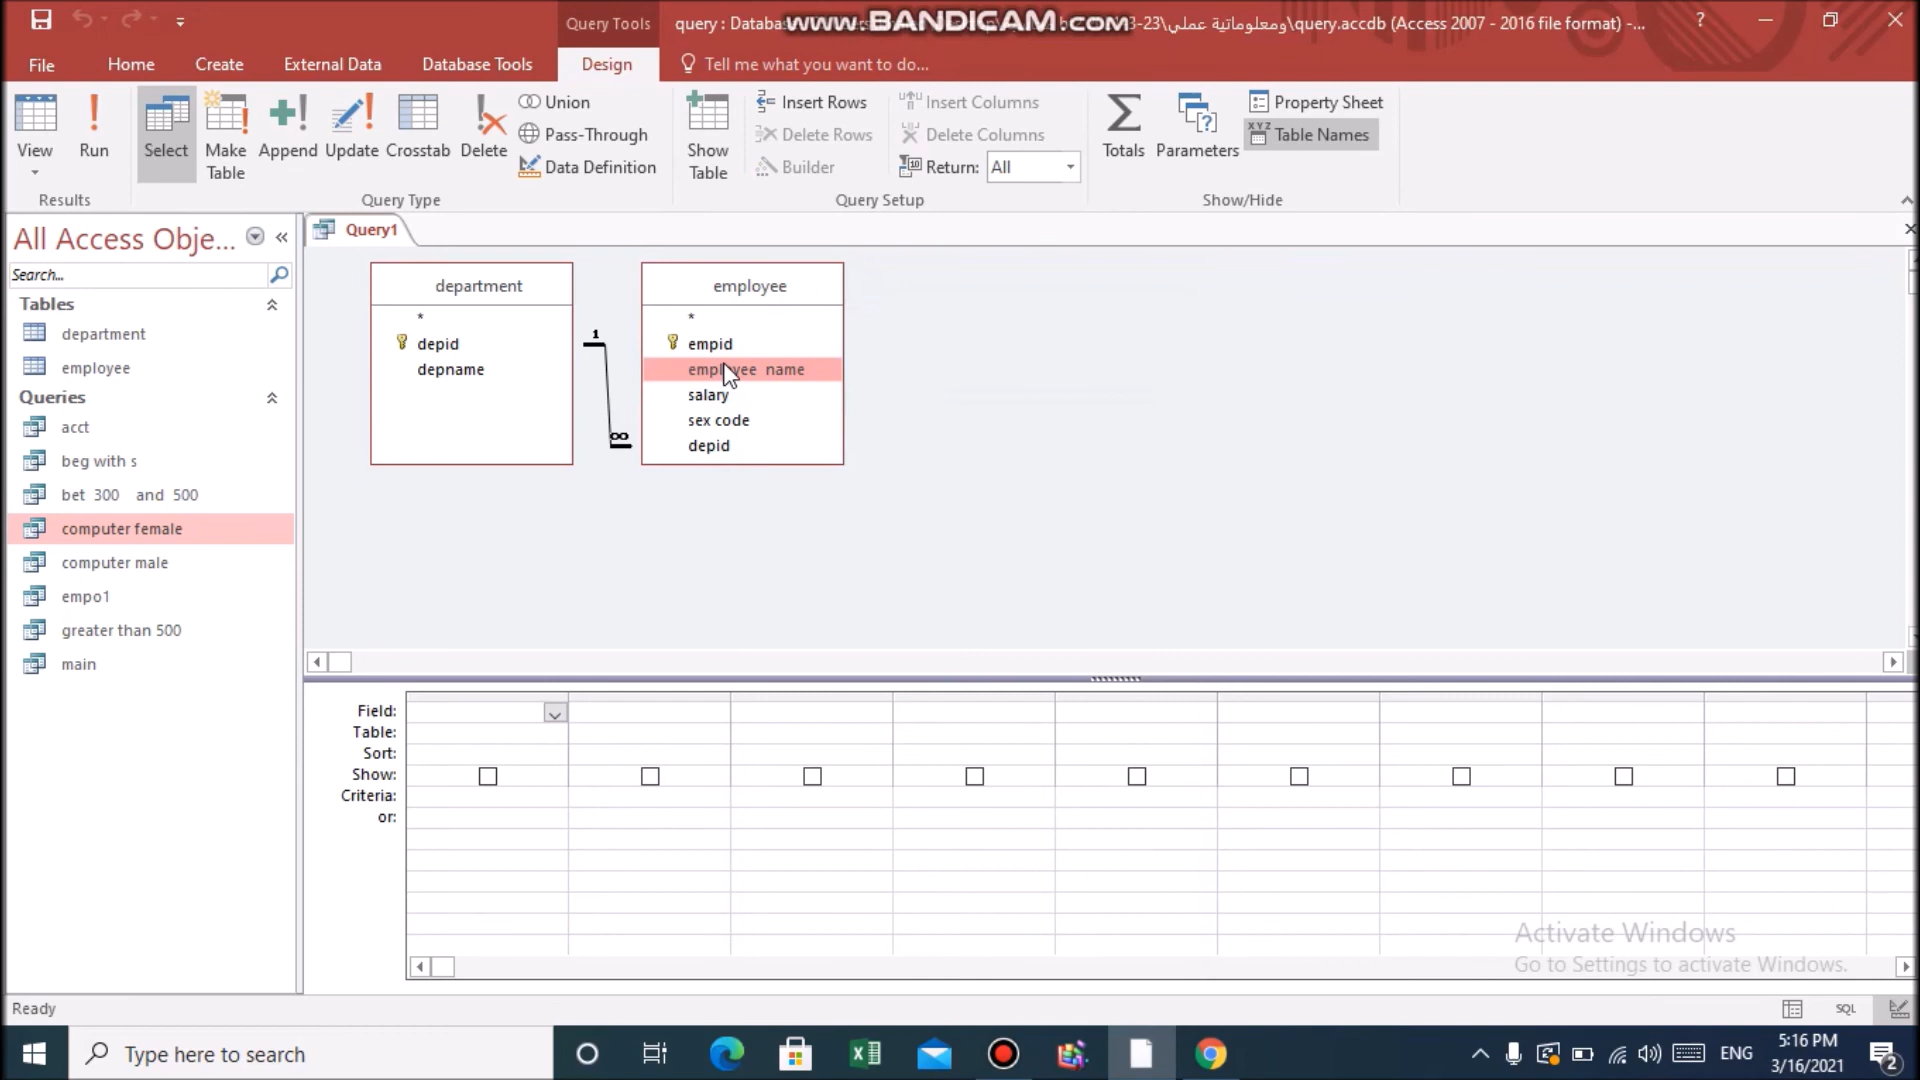 Query Tools
query : Databa
www.BANDICAM.com
3-23\ومعلوماتية عملي\query.accdb (Access 2007 - 2016 file format) -...
?
File
Home
Create
External Data
Database Tools
Design
Tell me what you want to do...
View
Run
Select
Make Table
Append
Update
Crosstab
Delete
Union
Pass-Through
Data Definition
Show Table
Insert Rows
Delete Rows
Builder
Insert Columns
Delete Columns
Return: All
Totals
Parameters
Property Sheet
Table Names
Results
Query Type
Query Setup
Show/Hide
All Access Obje...
Search...
Tables
department
employee
Queries
acct
beg with s
bet 300 and 500
computer female
computer male
empo1
greater than 500
main
Query1
department
*
depid
depname
1
∞
employee
*
empid
employee name
salary
sex code
depid
Field:
Table:
Sort:
Show:
Criteria:
or:
Activate Windows
Go to Settings to activate Windows.
Ready
SQL
Type here to search
ENG
5:16 PM
3/16/2021
2